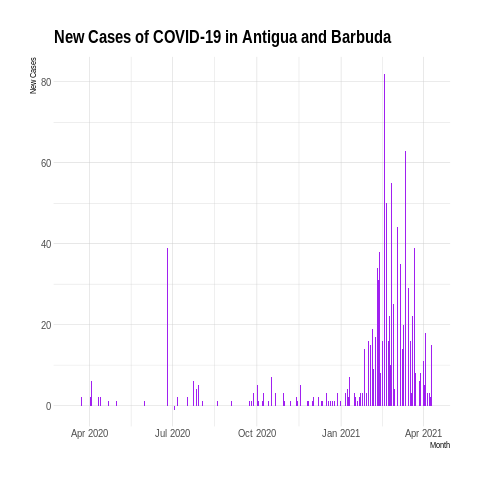 New Cases of COVID-19 in Antigua and Barbuda
New Cases
80
60
40
20
0
Apr 2020 Jul 2020 Oct 2020 Jan 2021 Apr 2021
Month